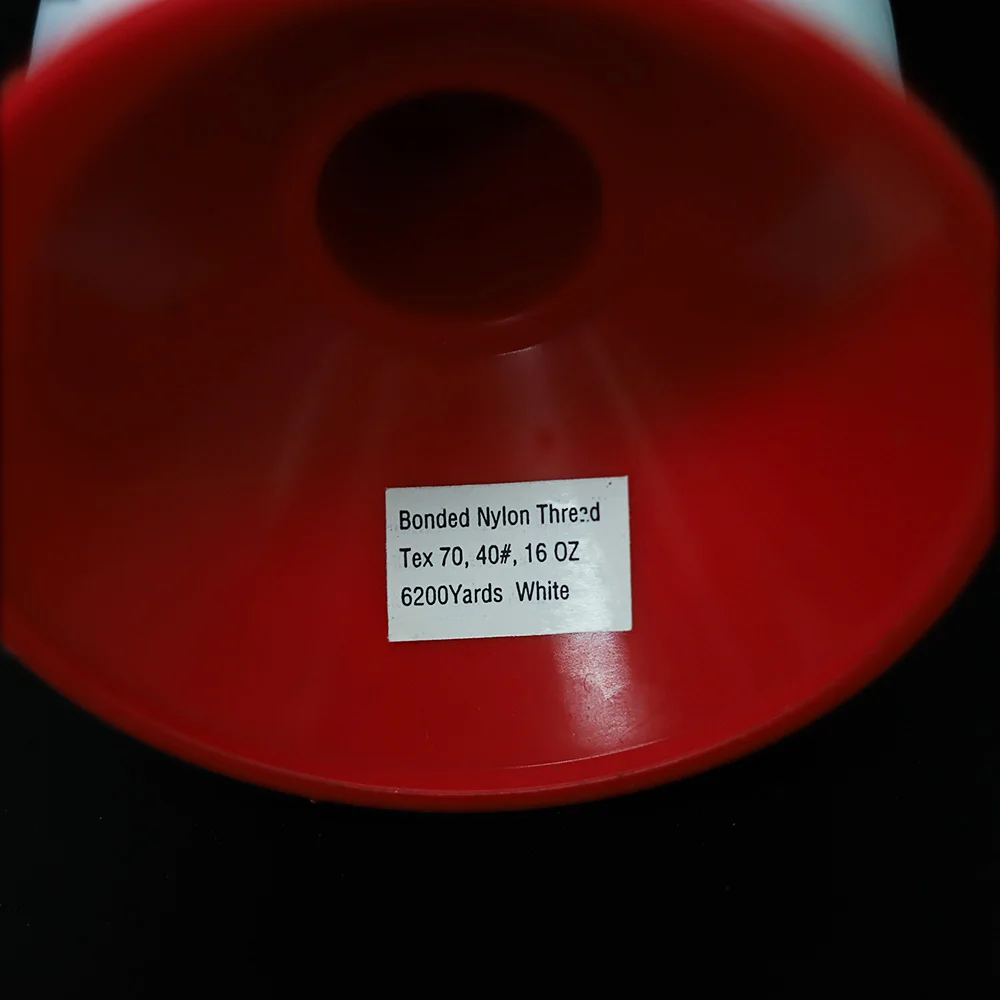 Bonded Nylon Thread
Tex 70, 40#, 16 OZ
6200Yards White